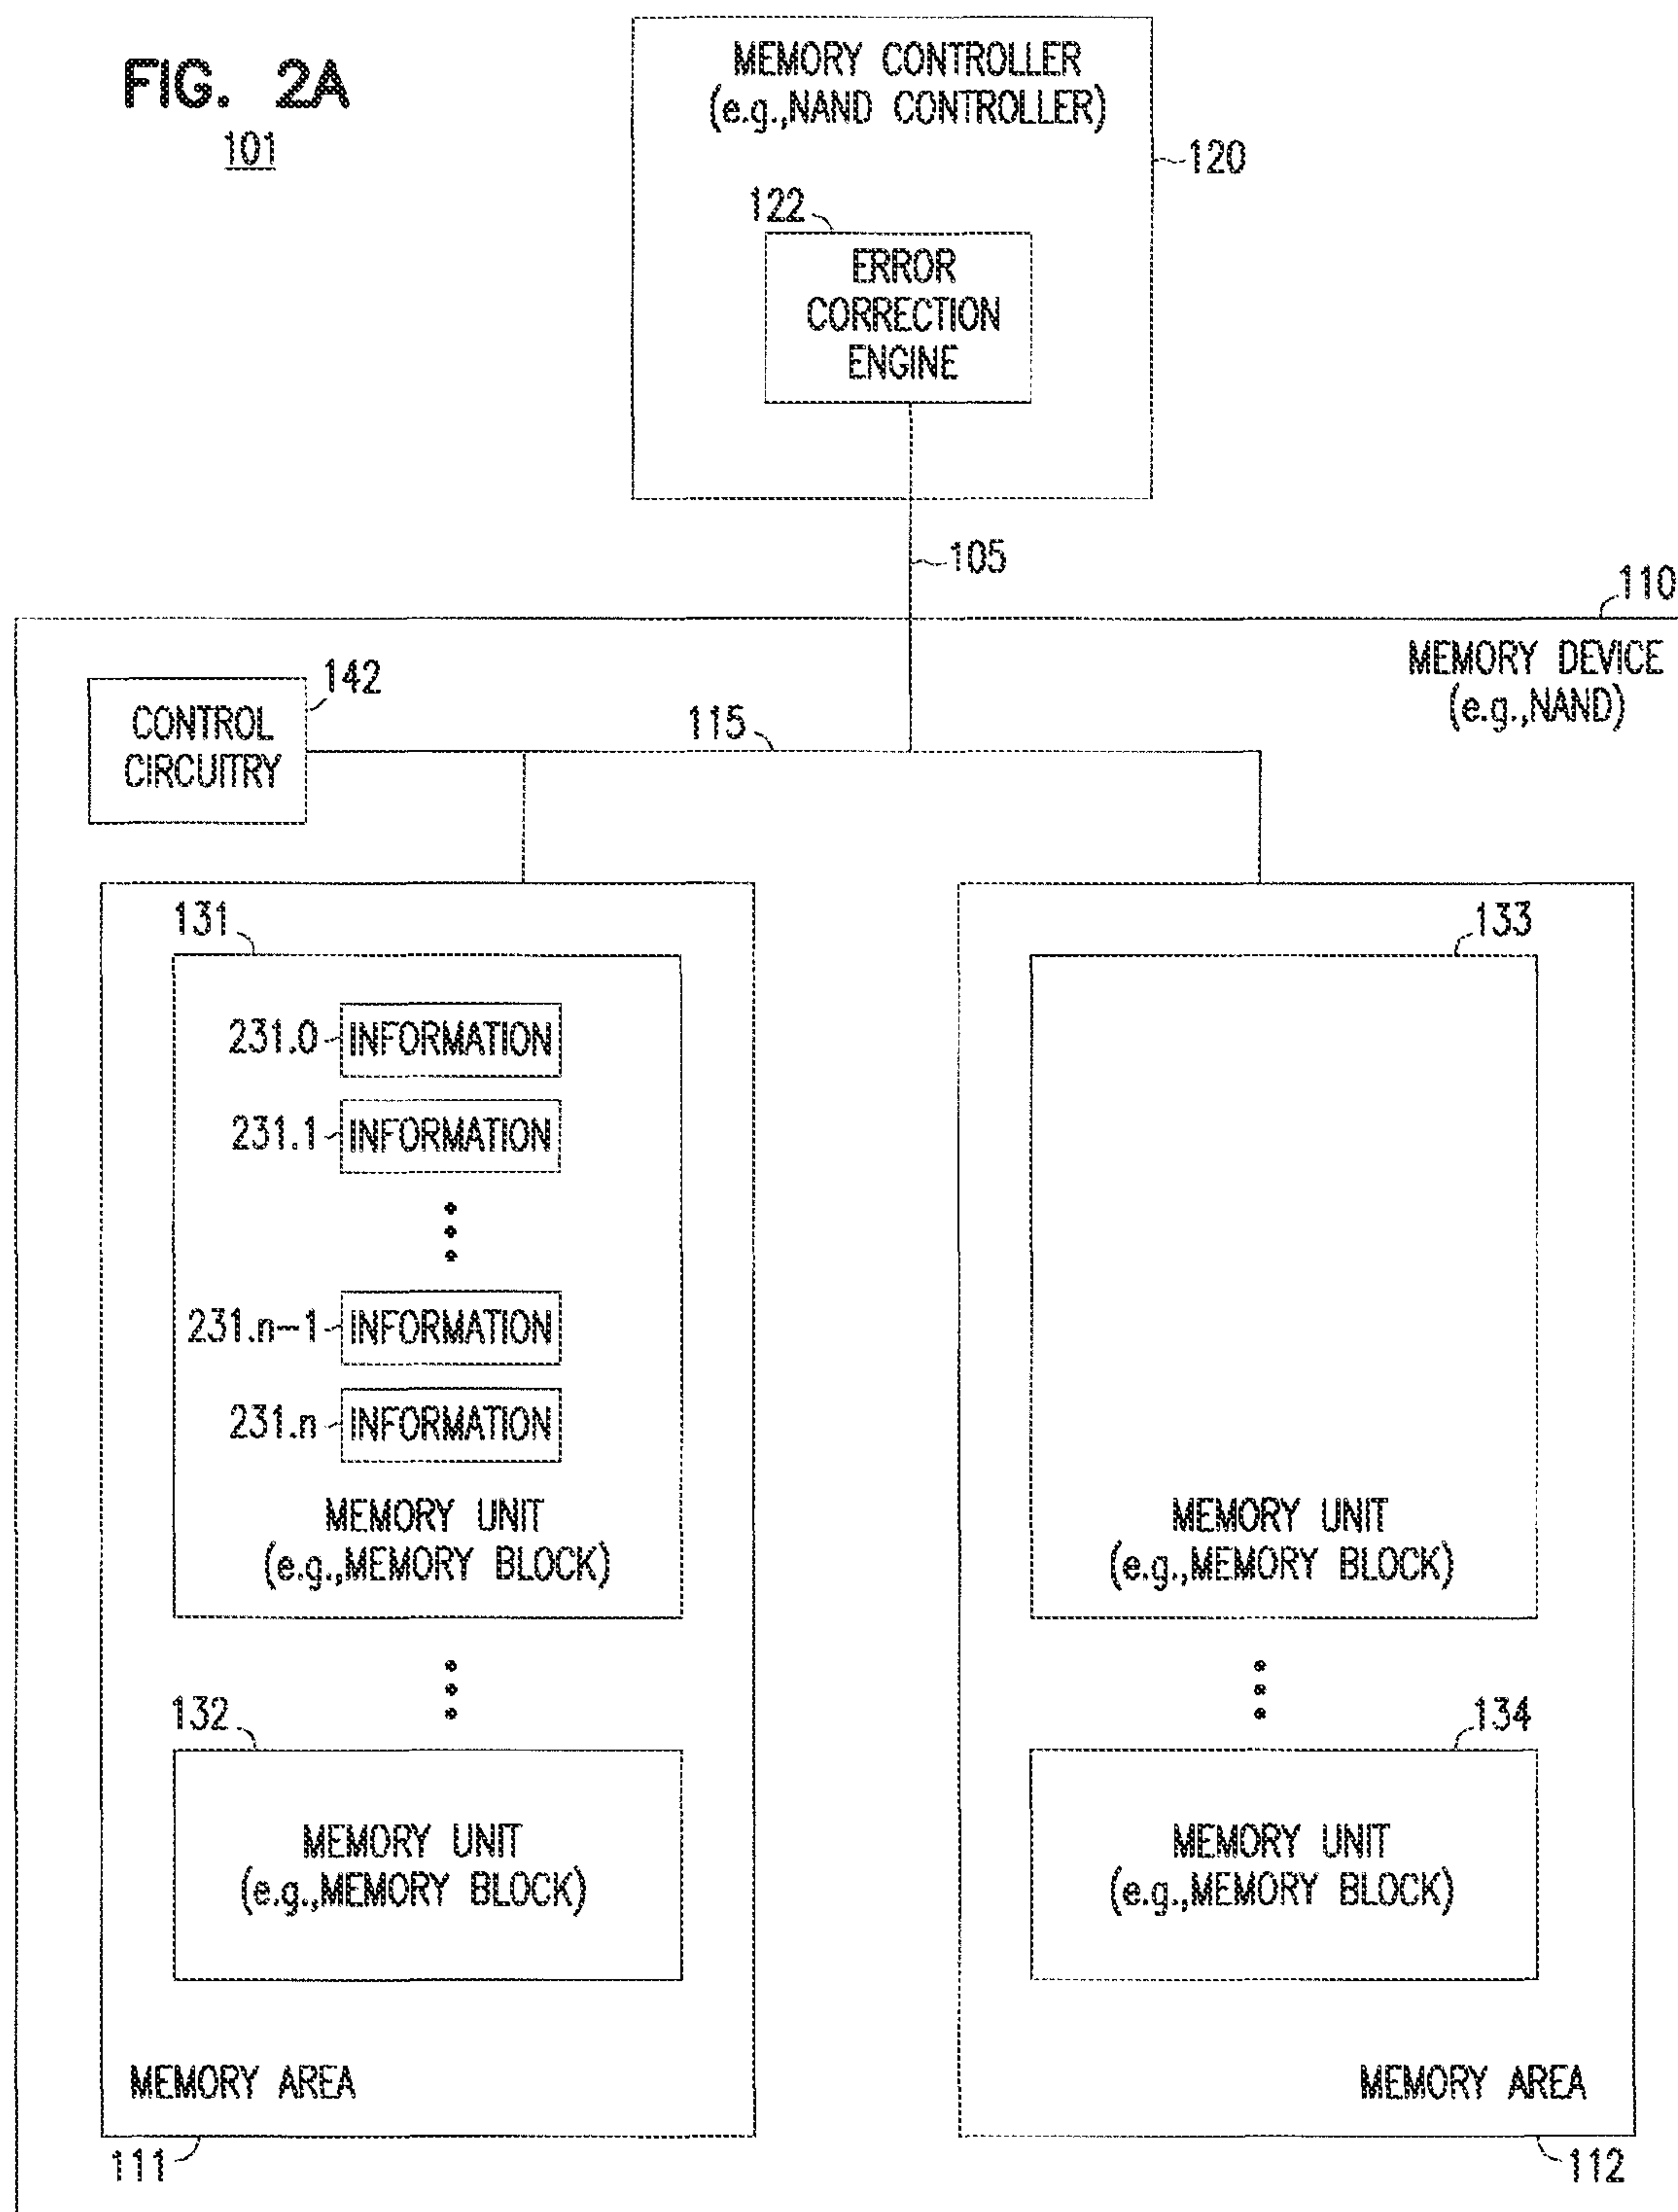 FIG. 2A
101
MEMORY CONTROLLER
(e.g.,NAND CONTROLLER)
120
122
ERROR
CORRECTION
ENGINE
105
110
MEMORY DEVICE
(e.g.,NAND)
142
CONTROL
CIRCUITRY
115
131
231.0 INFORMATION
231.1 INFORMATION
231.n-1 INFORMATION
231.n INFORMATION
MEMORY UNIT
(e.g.,MEMORY BLOCK)
132
MEMORY UNIT
(e.g.,MEMORY BLOCK)
MEMORY AREA
111
133
MEMORY UNIT
(e.g.,MEMORY BLOCK)
134
MEMORY UNIT
(e.g.,MEMORY BLOCK)
MEMORY AREA
112